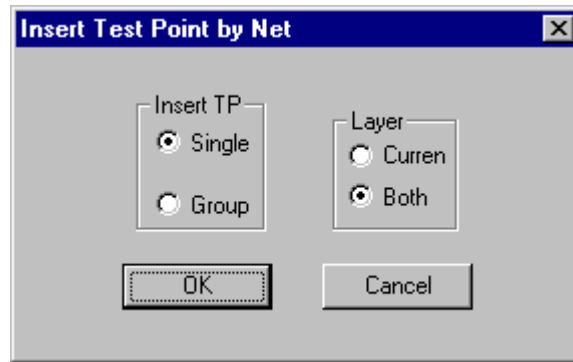 Insert Test Point by Net
Insert TP
Single
Group
Layer
Curren
Both
OK
Cancel